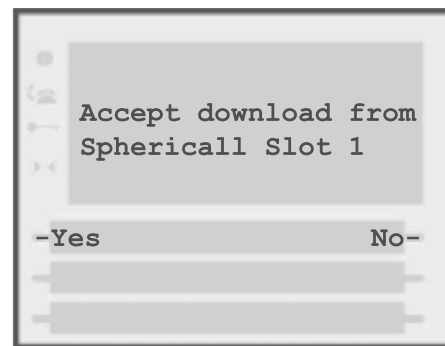 Accept download from
Sphericall Slot 1
-Yes No-